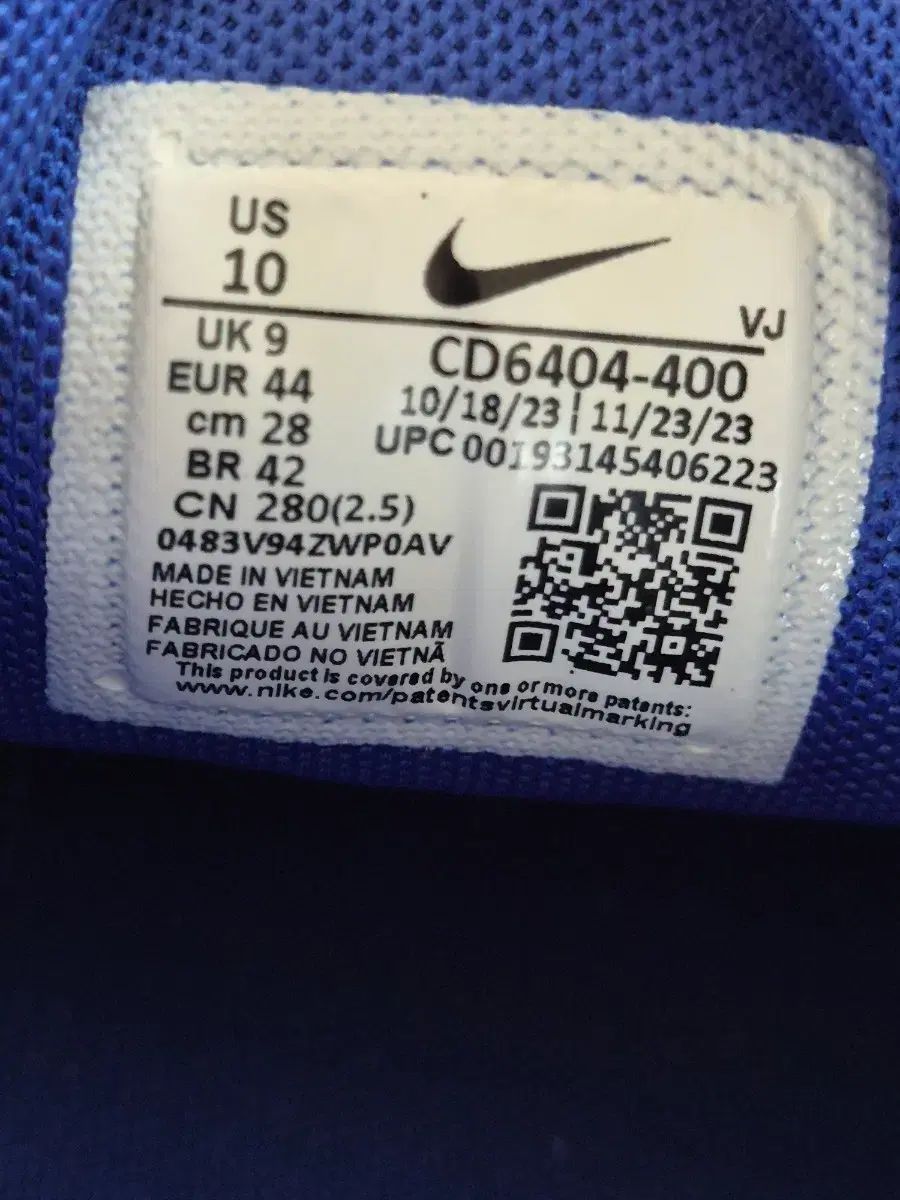 US
10
VJ
UK 9
EUR 44
cm 28
BR 42
CN 280(2.5)
CD6404-400
10/18/23 | 11/23/23
UPC 00193145406223
0483V94ZWP0AV
MADE IN VIETNAM
HECHO EN VIETNAM
FABRIQUE AU VIETNAM
FABRICADO NO VIETNÃ
This product is covered by one or more patents:
www.nike.com/patentsvirtualmarking